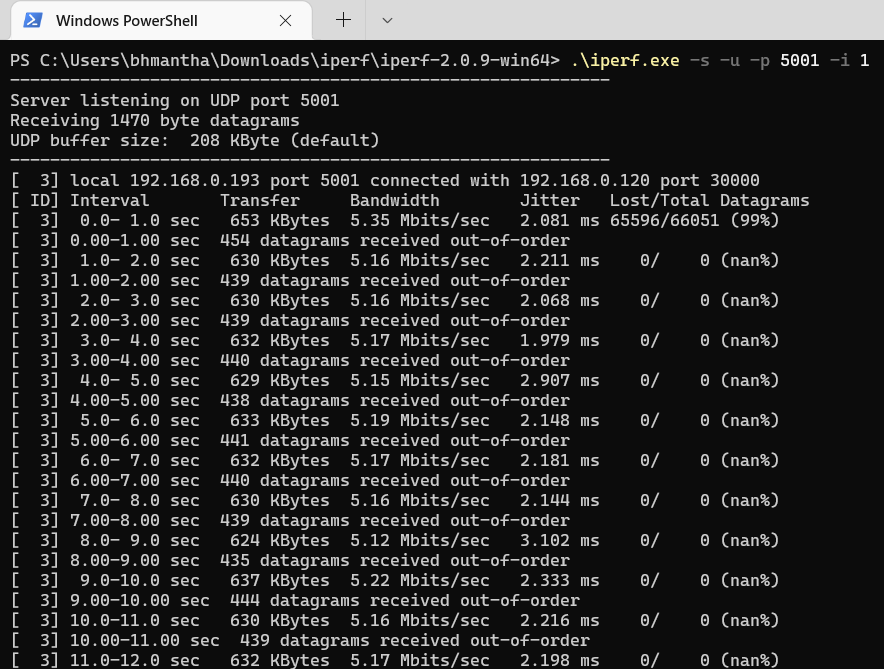 Windows PowerShell
PS C:\Users\bhmantha\Downloads\iperf\iperf-2.0.9-win64> .\iperf.exe -s -u -p 5001 -i 1
------------------------------------------------------------
Server listening on UDP port 5001
Receiving 1470 byte datagrams
UDP buffer size:  208 KByte (default)
------------------------------------------------------------
[  3] local 192.168.0.193 port 5001 connected with 192.168.0.120 port 30000
[ ID] Interval       Transfer     Bandwidth        Jitter   Lost/Total Datagrams
[  3]  0.0- 1.0 sec   653 KBytes  5.35 Mbits/sec   2.081 ms 65596/66051 (99%)
[  3] 0.00-1.00 sec  454 datagrams received out-of-order
[  3]  1.0- 2.0 sec   630 KBytes  5.16 Mbits/sec   2.211 ms    0/    0 (nan%)
[  3] 1.00-2.00 sec  439 datagrams received out-of-order
[  3]  2.0- 3.0 sec   630 KBytes  5.16 Mbits/sec   2.068 ms    0/    0 (nan%)
[  3] 2.00-3.00 sec  439 datagrams received out-of-order
[  3]  3.0- 4.0 sec   632 KBytes  5.17 Mbits/sec   1.979 ms    0/    0 (nan%)
[  3] 3.00-4.00 sec  440 datagrams received out-of-order
[  3]  4.0- 5.0 sec   629 KBytes  5.15 Mbits/sec   2.907 ms    0/    0 (nan%)
[  3] 4.00-5.00 sec  438 datagrams received out-of-order
[  3]  5.0- 6.0 sec   633 KBytes  5.19 Mbits/sec   2.148 ms    0/    0 (nan%)
[  3] 5.00-6.00 sec  441 datagrams received out-of-order
[  3]  6.0- 7.0 sec   632 KBytes  5.17 Mbits/sec   2.181 ms    0/    0 (nan%)
[  3] 6.00-7.00 sec  440 datagrams received out-of-order
[  3]  7.0- 8.0 sec   630 KBytes  5.16 Mbits/sec   2.144 ms    0/    0 (nan%)
[  3] 7.00-8.00 sec  439 datagrams received out-of-order
[  3]  8.0- 9.0 sec   624 KBytes  5.12 Mbits/sec   3.102 ms    0/    0 (nan%)
[  3] 8.00-9.00 sec  435 datagrams received out-of-order
[  3]  9.0-10.0 sec   637 KBytes  5.22 Mbits/sec   2.333 ms    0/    0 (nan%)
[  3] 9.00-10.00 sec  444 datagrams received out-of-order
[  3] 10.0-11.0 sec   630 KBytes  5.16 Mbits/sec   2.216 ms    0/    0 (nan%)
[  3] 10.00-11.00 sec  439 datagrams received out-of-order
[  3] 11.0-12.0 sec   632 KBytes  5.17 Mbits/sec   2.198 ms    0/    0 (nan%)